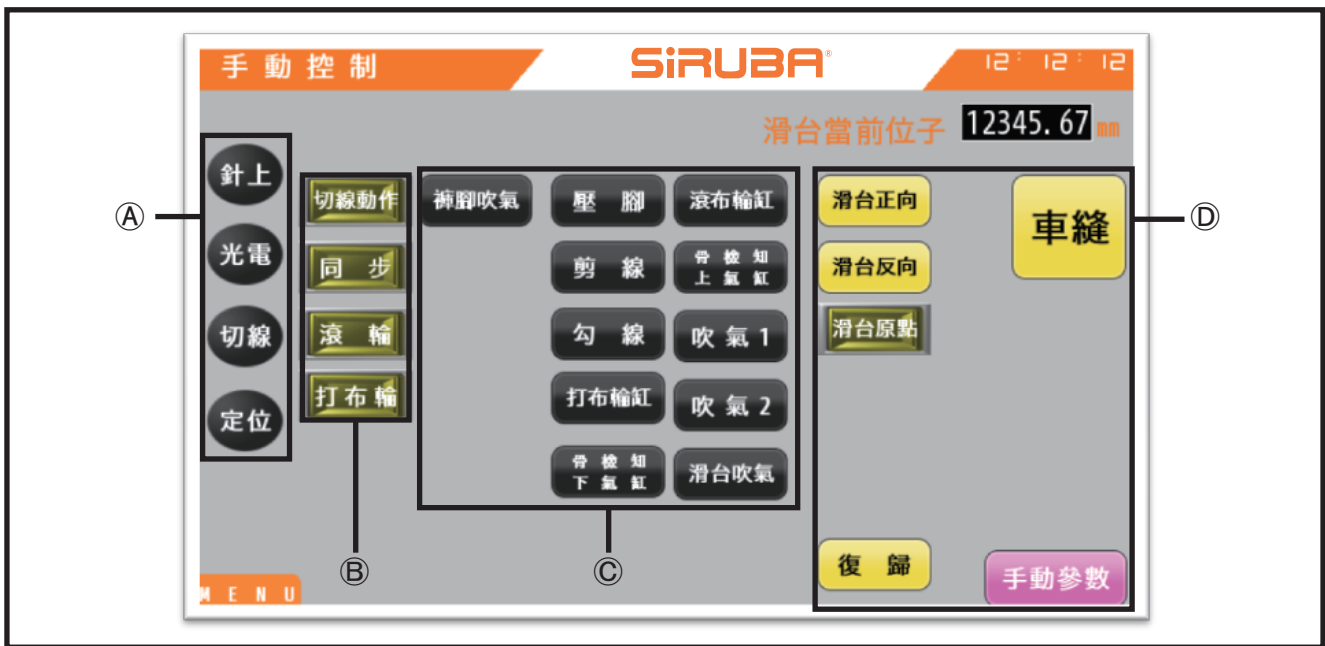 手動控制 SiRUBA® 12:12:12
滑台當前位子 12345.67 mm
Ⓐ
針上
光電
切線
定位
切線動作
同步
滾輪
打布輪
Ⓑ
褲腳吹氣
壓腳
剪線
勾線
打布輪缸
骨檢知
下氣缸
滾布輪缸
骨檢知
上氣缸
吹氣1
吹氣2
滑台吹氣
Ⓒ
滑台正向
滑台反向
滑台原點
復歸
車縫
手動參數
Ⓓ
MENU